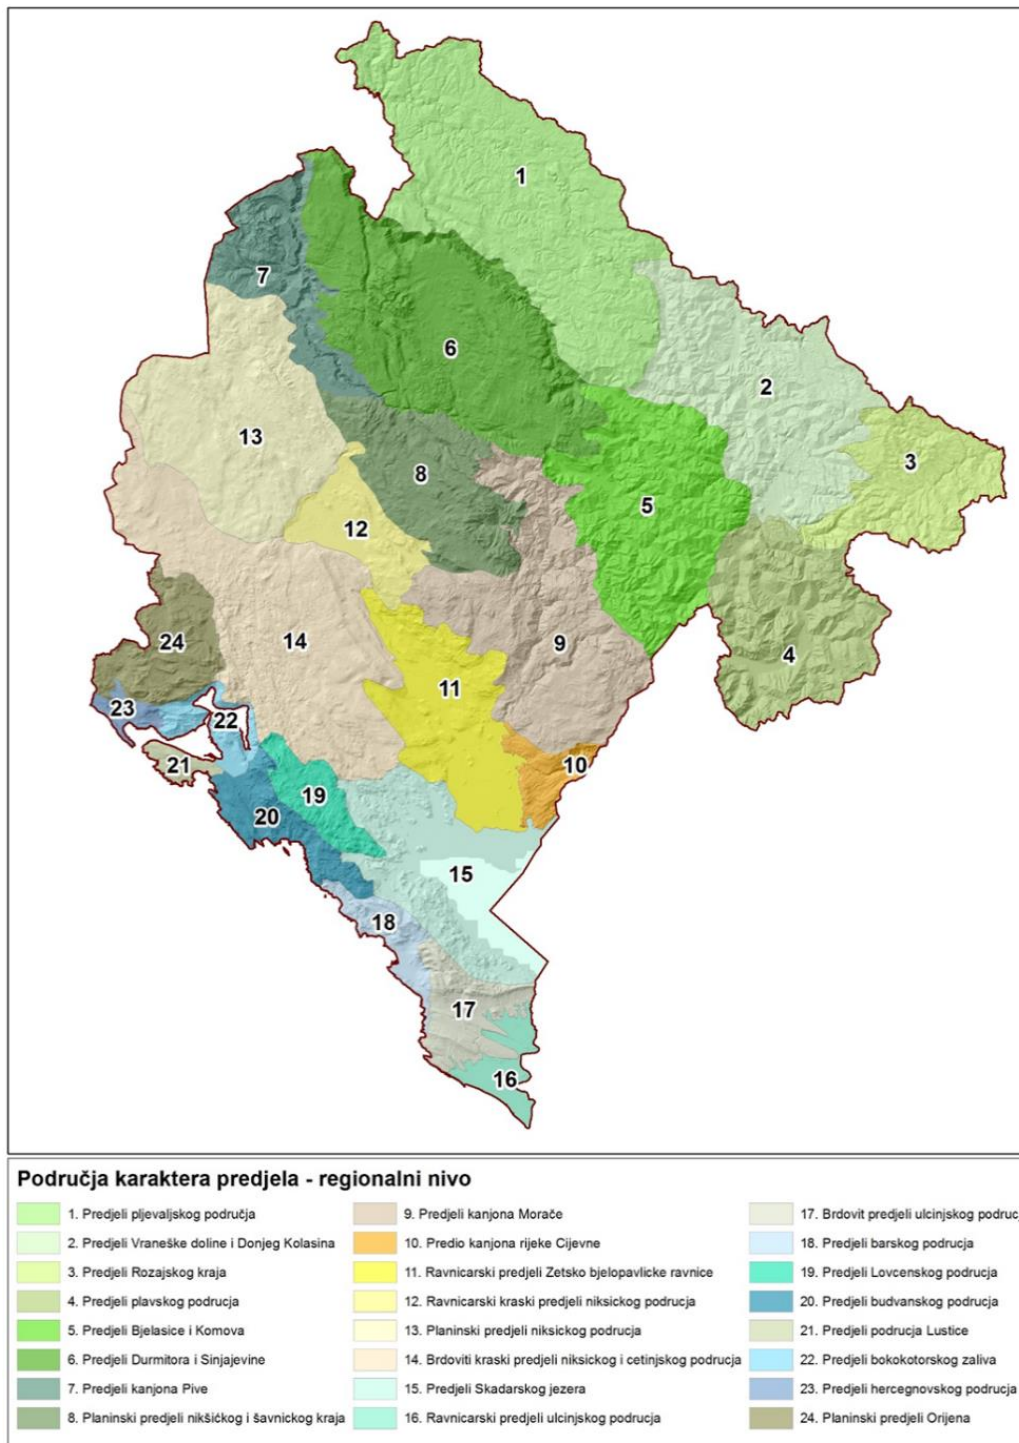 1
7
6
2
13
8
3
5
12
24
14
9
4
11
23
22
21
10
19
20
15
18
17
16
Područja karaktera predjela - regionalni nivo
1. Predjeli pljevaljskog područja
2. Predjeli Vraneške doline i Donjeg Kolasina
3. Predjeli Rozajskog kraja
4. Predjeli plavskog podrucja
5. Predjeli Bjelasice i Komova
6. Predjeli Durmitora i Sinjajevine
7. Predjeli kanjona Pive
8. Planinski predjeli nikšićkog i šavnickog kraja
9. Predjeli kanjona Morače
10. Predio kanjona rijeke Cijevne
11. Ravnicarski predjeli Zetsko bjelopavlicke ravnice
12. Ravnicarski kraski predjeli niksickog podrucja
13. Planinski predjeli niksickog podrucja
14. Brdoviti kraski predjeli niksickog i cetinjskog podrucja
15. Predjeli Skadarskog jezera
16. Ravnicarski predjeli ulcinjskog podrucja
17. Brdovit predjeli ulcinjskog
18. Predjeli barskog podrucja
19. Predjeli Lovcenskog podrucja
20. Predjeli budvanskog podrucja
21. Predjeli podrucja Lustice
22. Predjeli bokokotorskog zaliva
23. Predjeli hercegnovskog podrucja
24. Planinski predjeli Orijena